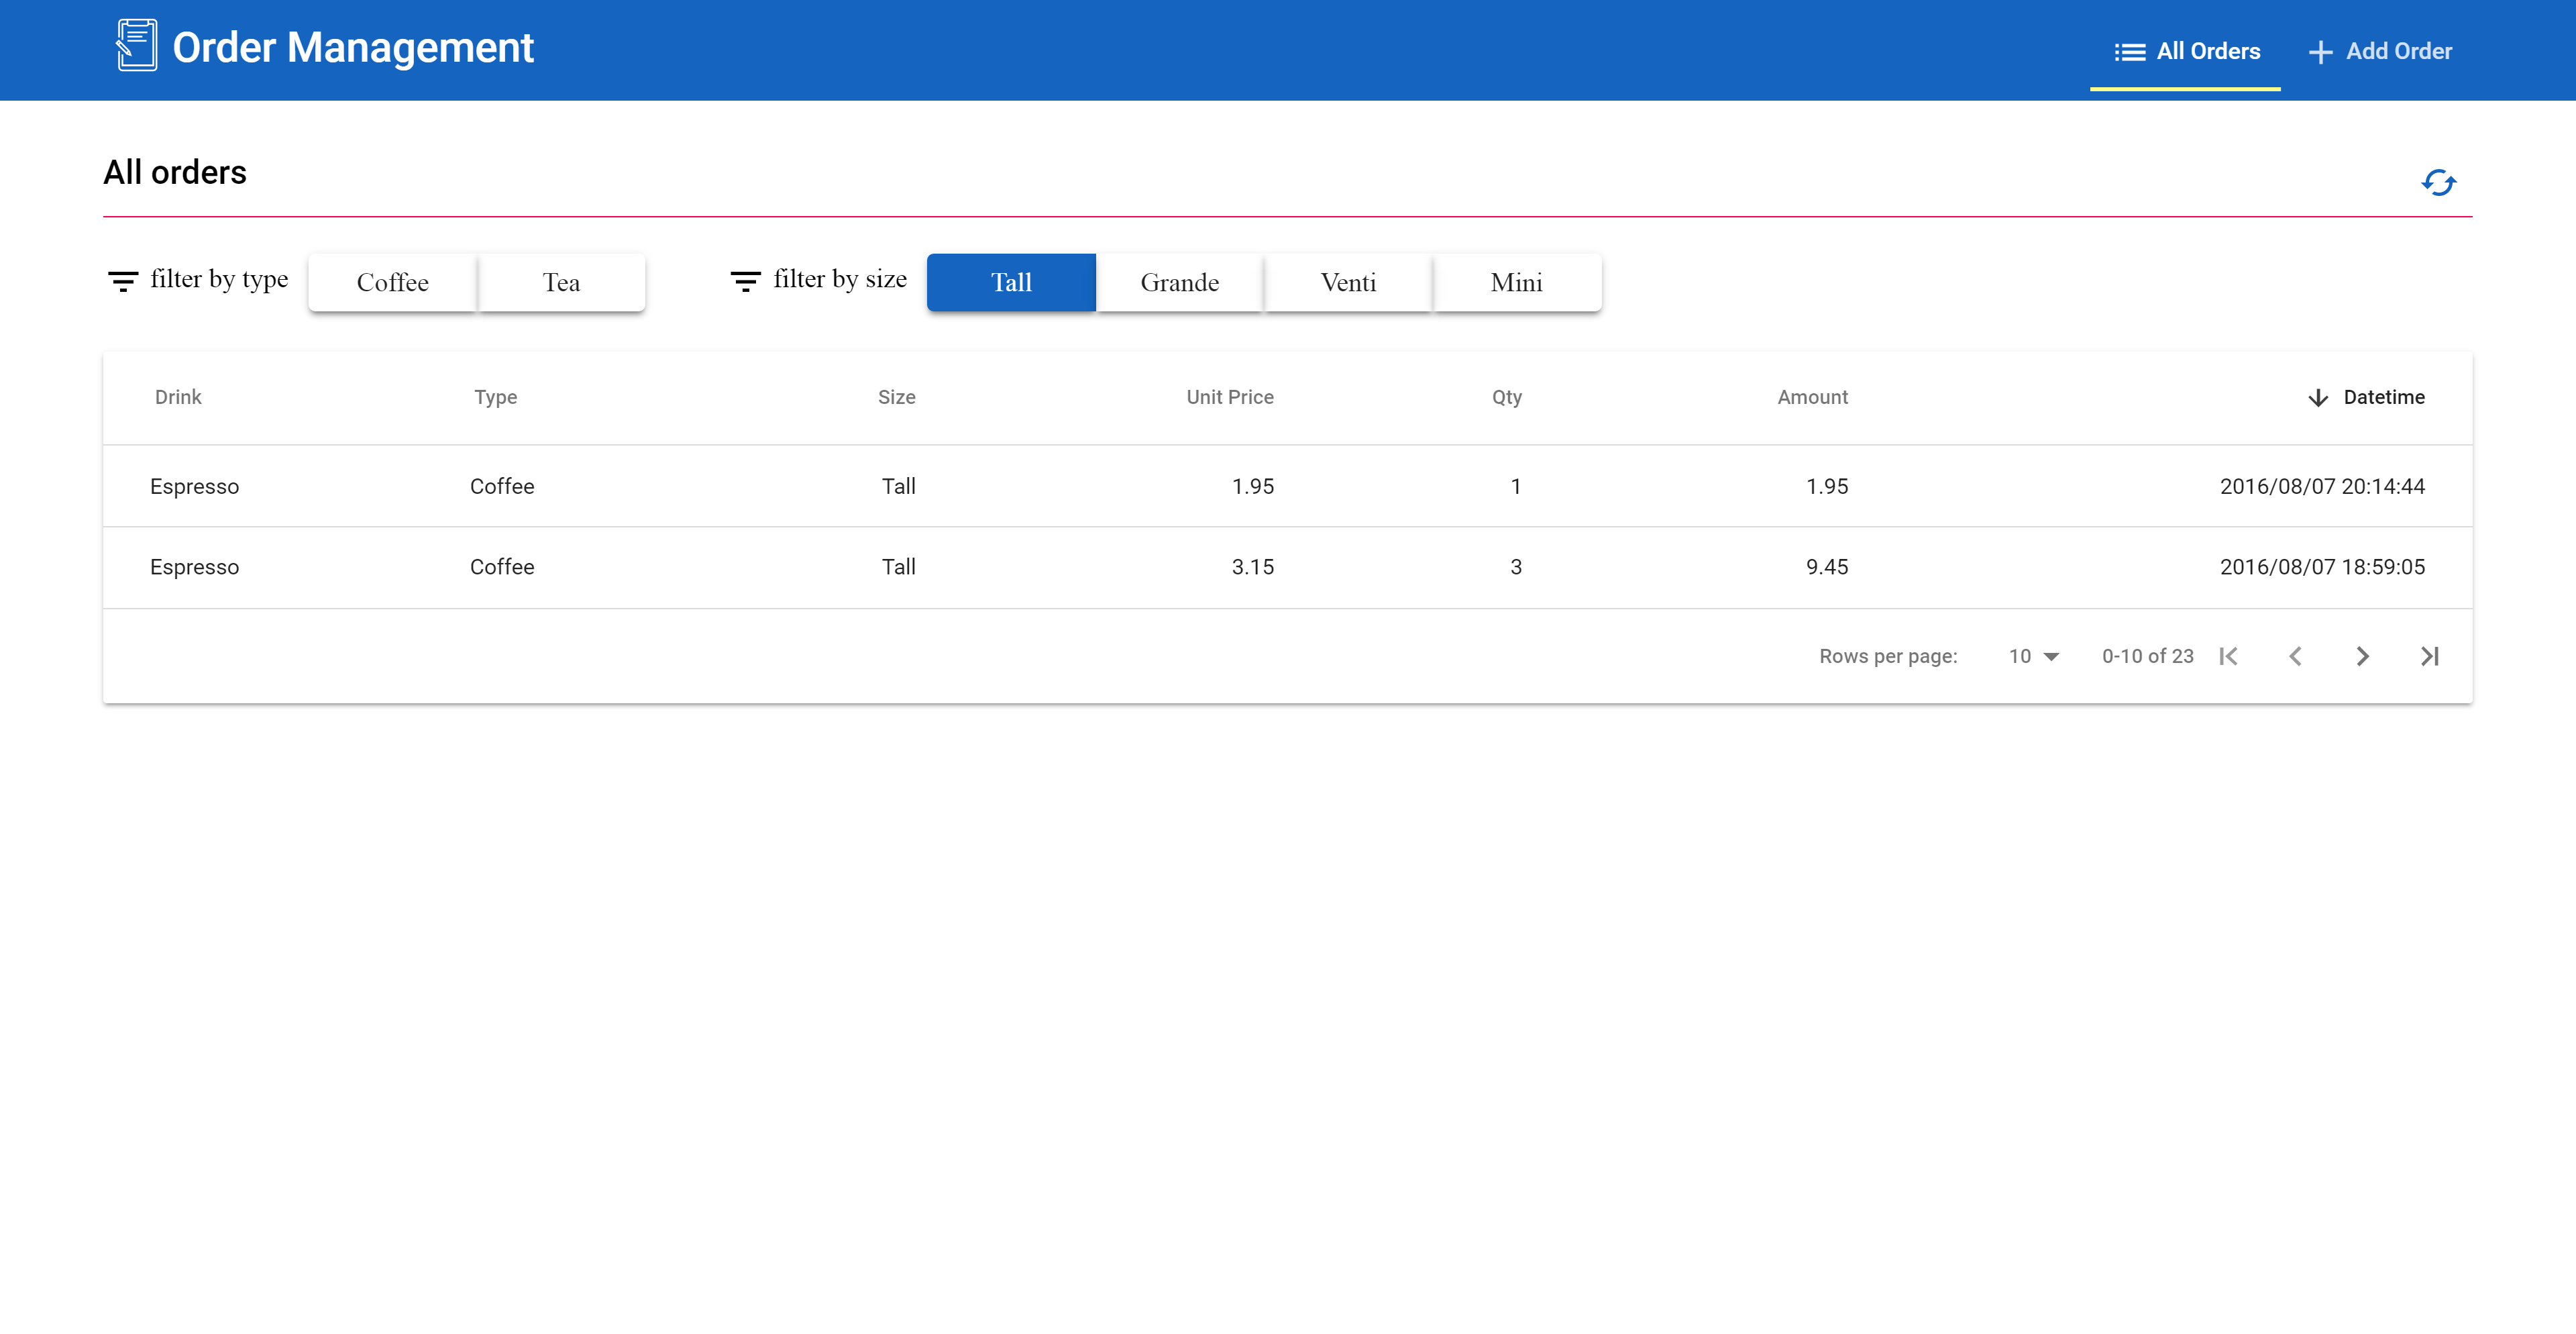 Order Management
All Orders
Add Order
All orders
filter by type Coffee Tea filter by size Tall Grande Venti Mini
Drink Type Size Unit Price Qty Amount Datetime
Espresso Coffee Tall 1.95 1 1.95 2016/08/07 20:14:44
Espresso Coffee Tall 3.15 3 9.45 2016/08/07 18:59:05
Rows per page: 10 0-10 of 23